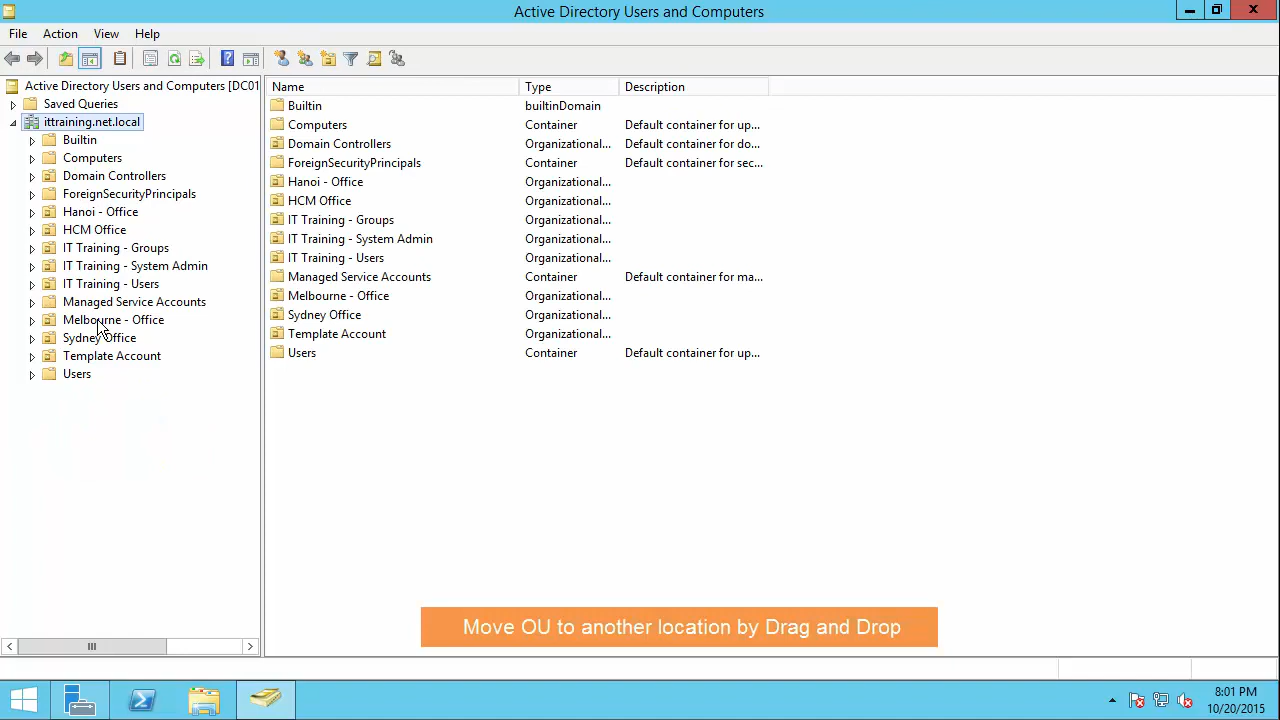 Active Directory Users and Computers
File Action View Help
Active Directory Users and Computers [DC01
Saved Queries
ittraining.net.local
Builtin
Computers
Domain Controllers
ForeignSecurityPrincipals
Hanoi - Office
HCM Office
IT Training - Groups
IT Training - System Admin
IT Training - Users
Managed Service Accounts
Melbourne - Office
Sydney Office
Template Account
Users
Name Type Description
Builtin builtinDomain
Computers Container Default container for up...
Domain Controllers Organizational... Default container for do...
ForeignSecurityPrincipals Container Default container for sec...
Hanoi - Office Organizational...
HCM Office Organizational...
IT Training - Groups Organizational...
IT Training - System Admin Organizational...
IT Training - Users Organizational...
Managed Service Accounts Container Default container for ma...
Melbourne - Office Organizational...
Sydney Office Organizational...
Template Account Organizational...
Users Container Default container for up...
Move OU to another location by Drag and Drop
8:01 PM
10/20/2015